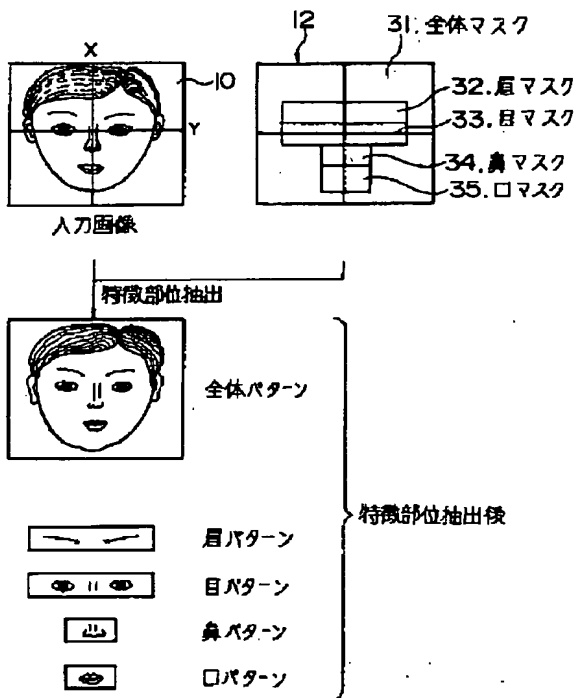 X
10
Y
入力画像
12
31.全体マスク
32.眉マスク
33.目マスク
34.鼻マスク
35.口マスク
特徴部位抽出
全体パターン
眉パターン
目パターン
鼻パターン
口パターン
特徴部位抽出後